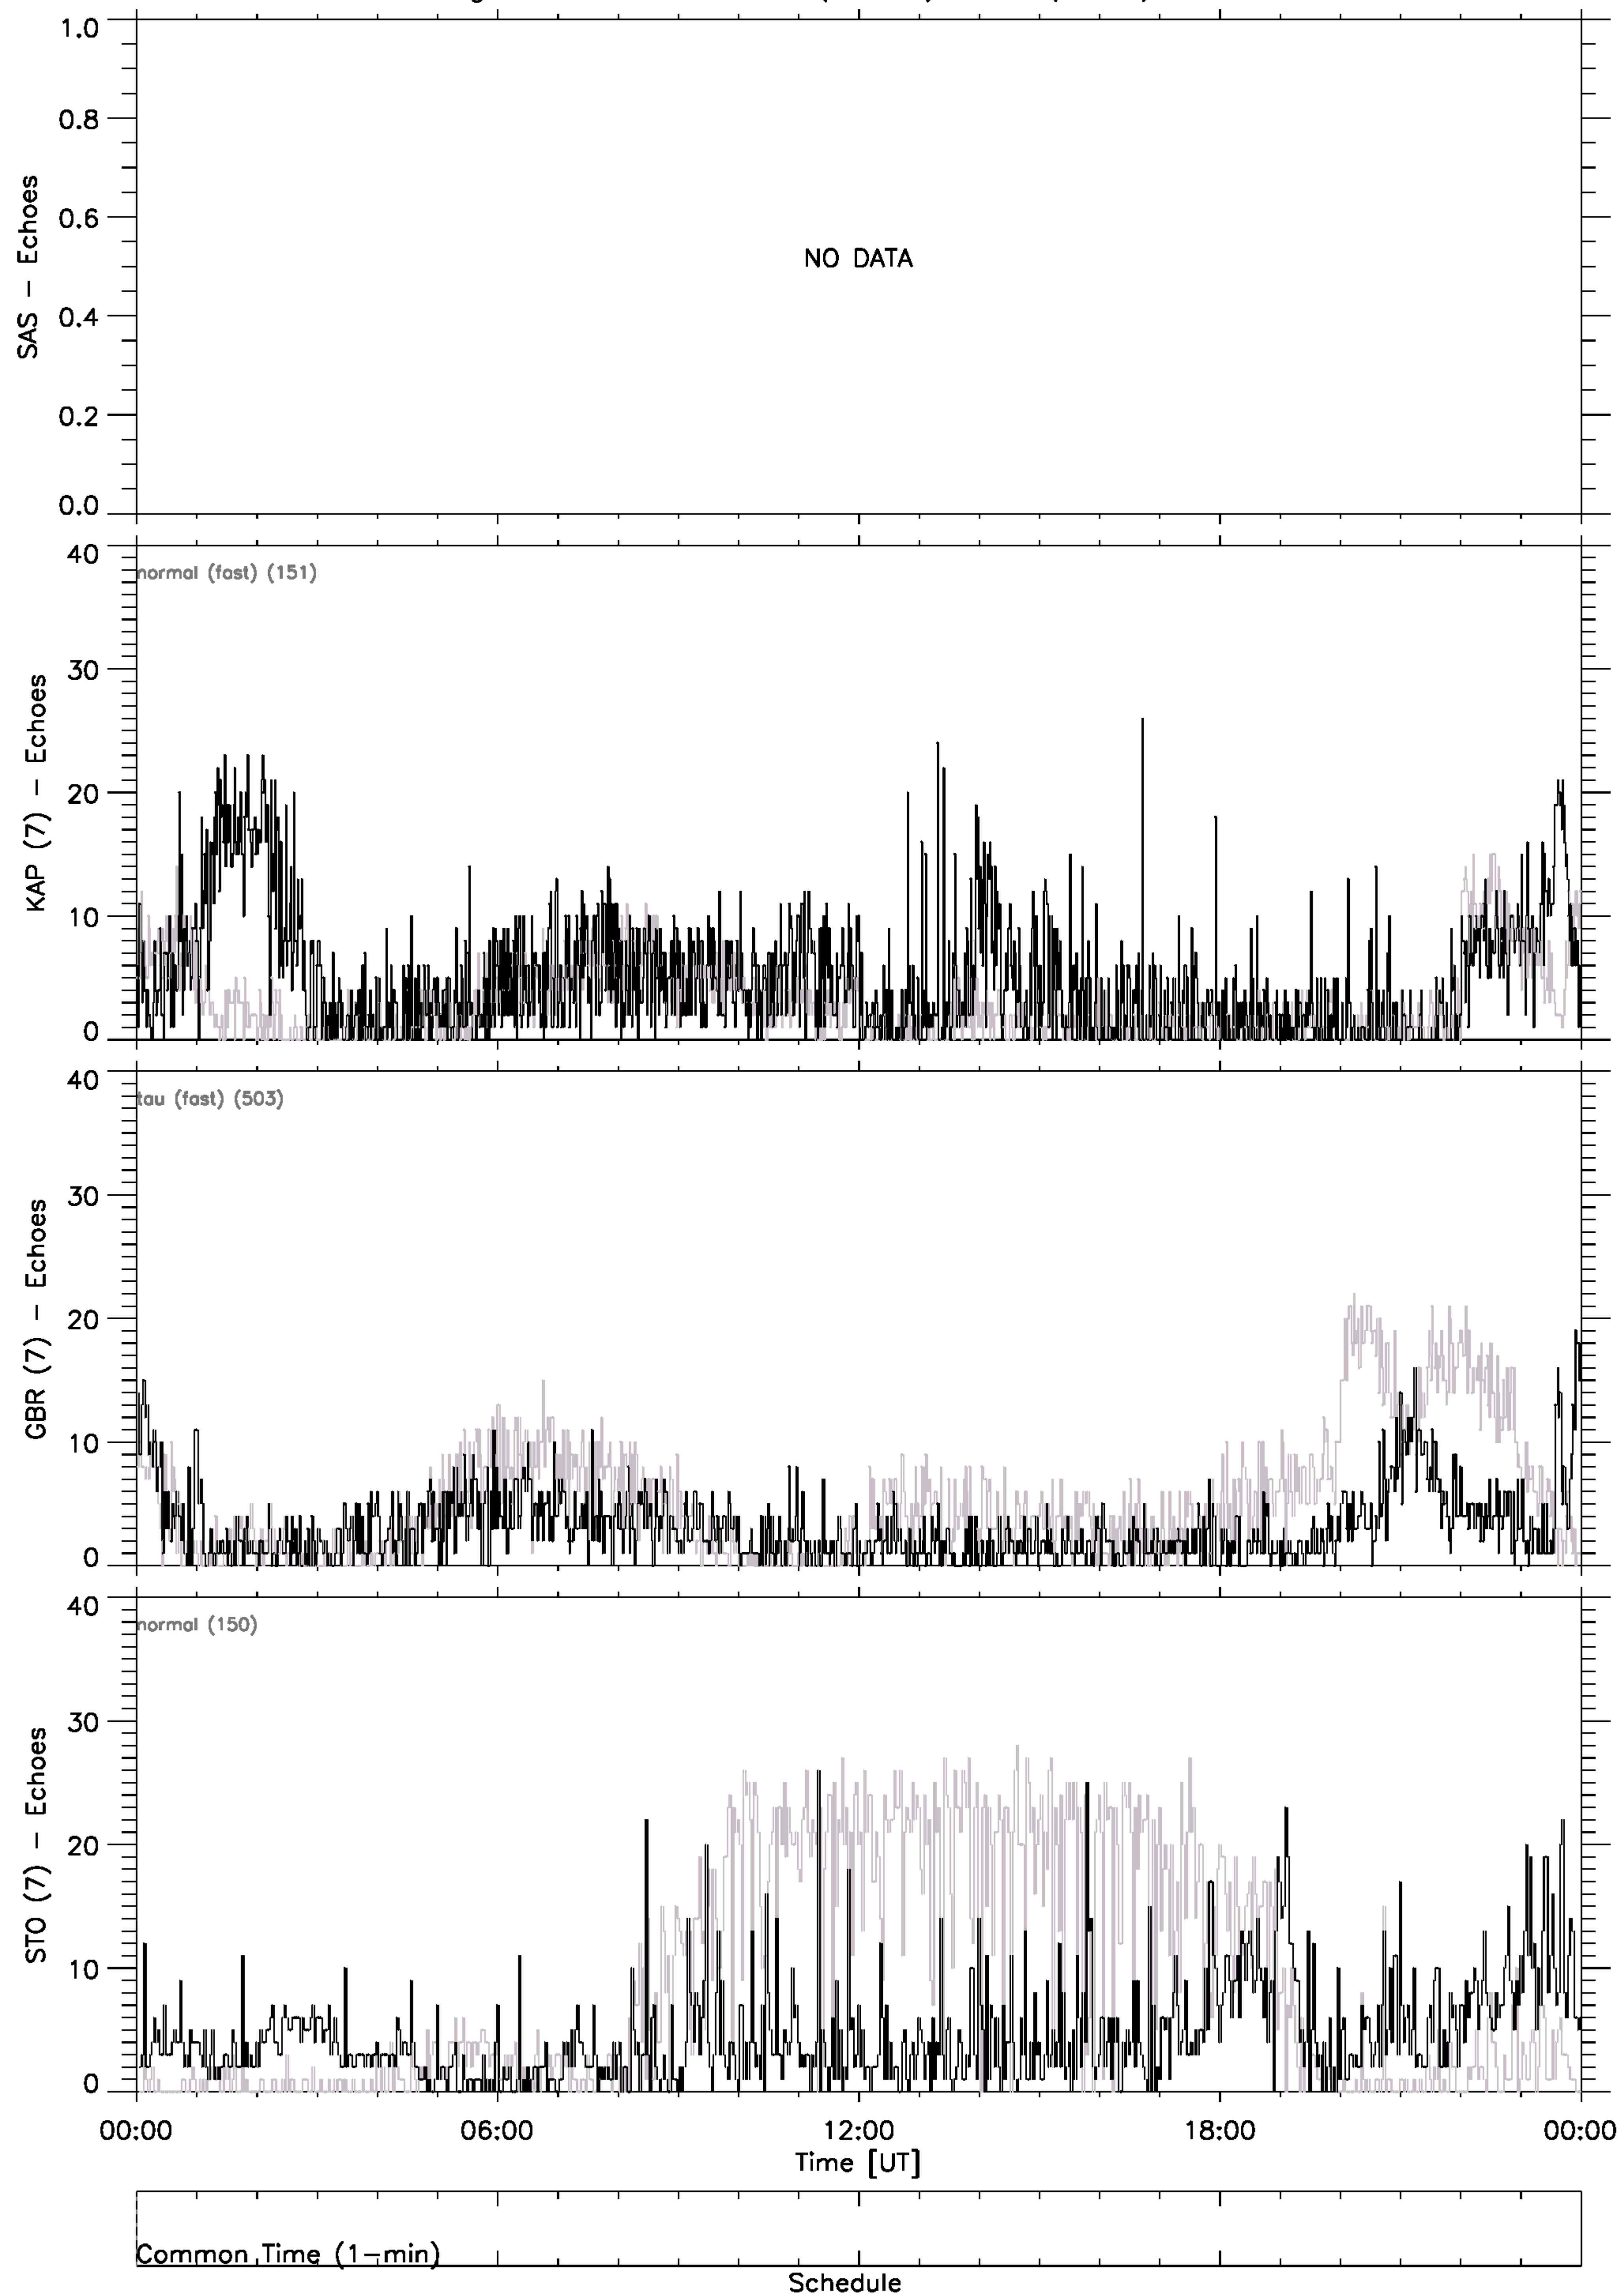 1.0
0.8
0.6
0.4
0.2
0.0
SAS – Echoes
NO DATA
40
30
20
10
0
KAP (7) – Echoes
normal (fast) (151)
40
30
20
10
0
GBR (7) – Echoes
tau (fast) (503)
40
30
20
10
0
STO (7) – Echoes
normal (150)
00:00 06:00 12:00 18:00 00:00
Time [UT]
Common Time (1–min)
Schedule